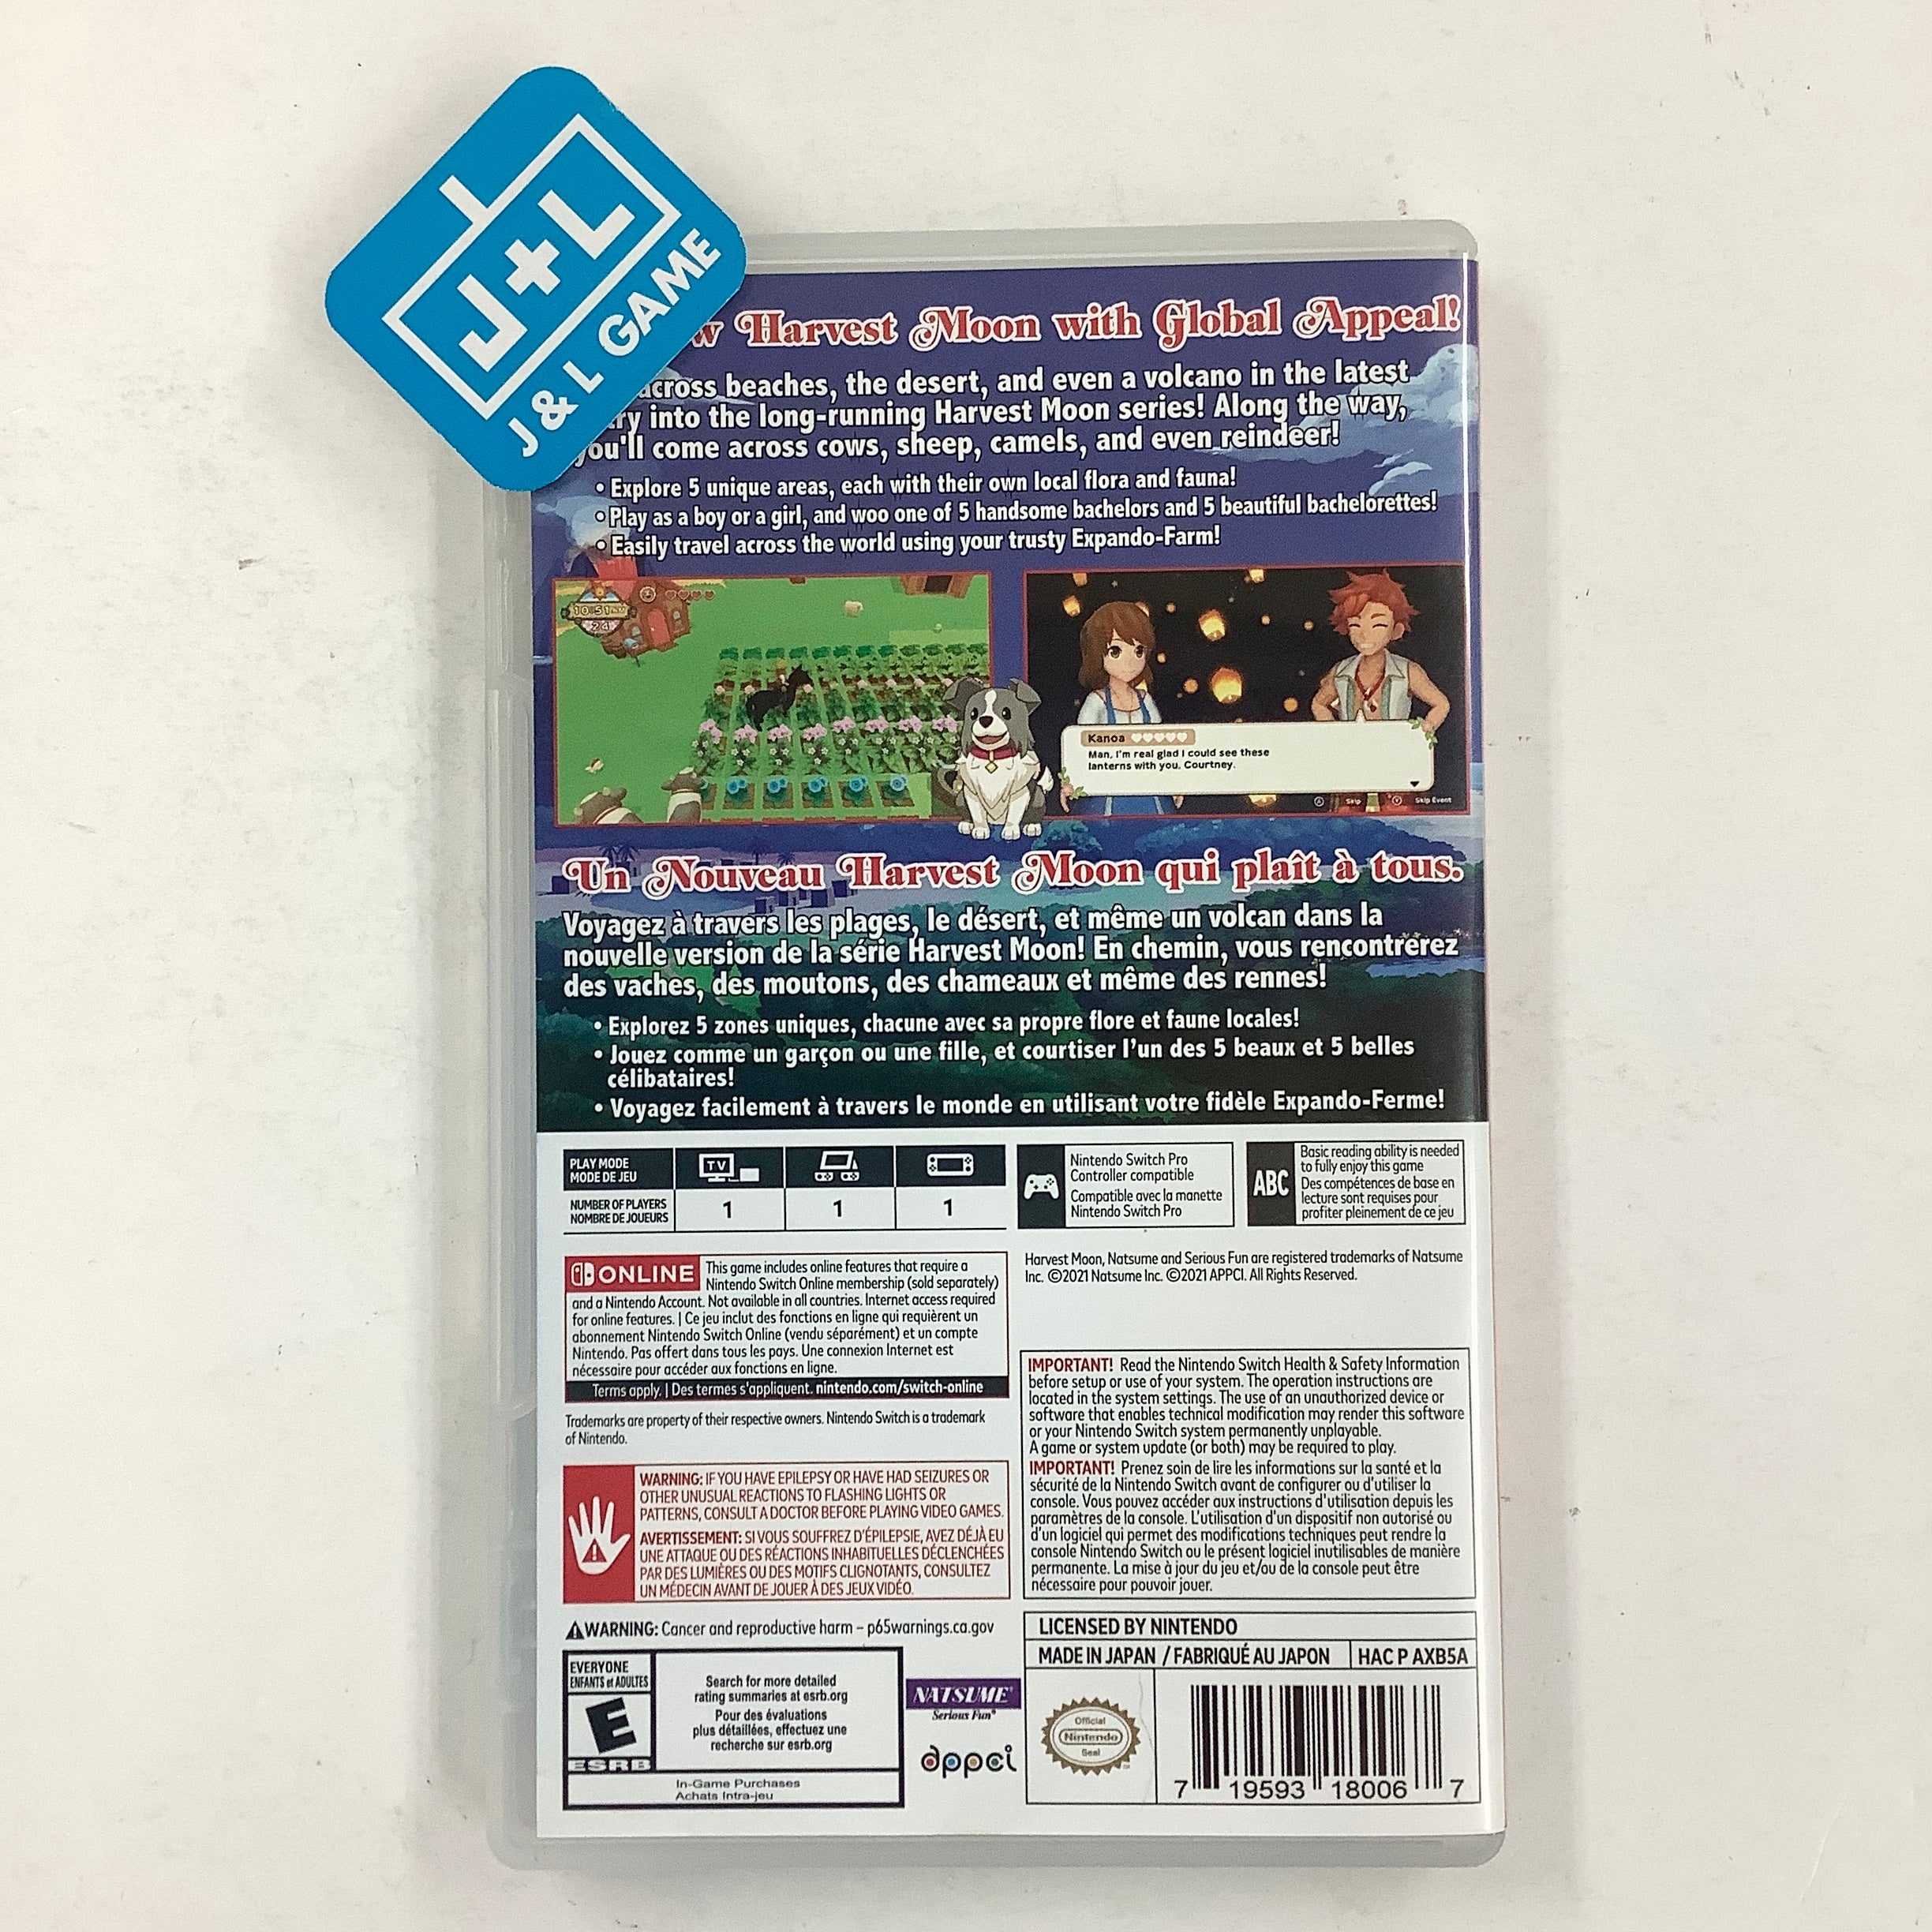 J+L
J & L GAME
Harvest Moon with Global Appeal!
across beaches, the desert, and even a volcano in the latest
into the long-running Harvest Moon series! Along the way,
you'll come across cows, sheep, camels, and even reindeer!
• Explore 5 unique areas, each with their own local flora and fauna!
• Play as a boy or a girl, and woo one of 5 handsome bachelors and 5 beautiful bachelorettes!
• Easily travel across the world using your trusty Expando-Farm!
10:51
24
Kanoa
Man, I'm real glad I could see these
lanterns with you, Courtney.
Skip
Skip Event
Un Nouveau Harvest Moon qui plaît à tous.
Voyagez à travers les plages, le désert, et même un volcan dans la
nouvelle version de la série Harvest Moon! En chemin, vous rencontrerez
des vaches, des moutons, des chameaux et même des rennes!
• Explorez 5 zones uniques, chacune avec sa propre flore et faune locales!
• Jouez comme un garçon ou une fille, et courtiser l'un des 5 beaux et 5 belles
célibataires!
• Voyagez facilement à travers le monde en utilisant votre fidèle Expando-Ferme!
PLAY MODE
MODE DE JEU
TV
NUMBER OF PLAYERS
NOMBRE DE JOUEURS
1 1 1
Nintendo Switch Pro
Controller compatible
Compatible avec la manette
Nintendo Switch Pro
ABC
Basic reading ability is needed
to fully enjoy this game
Des compétences de base en
lecture sont requises pour
profiter pleinement de ce jeu
ONLINE
This game includes online features that require a
Nintendo Switch Online membership (sold separately)
and a Nintendo Account. Not available in all countries. Internet access required
for online features. | Ce jeu inclut des fonctions en ligne qui requièrent un
abonnement Nintendo Switch Online (vendu séparément) et un compte
Nintendo. Pas offert dans tous les pays. Une connexion Internet est
nécessaire pour accéder aux fonctions en ligne.
Terms apply. | Des termes s'appliquent. nintendo.com/switch-online
Trademarks are property of their respective owners. Nintendo Switch is a trademark
of Nintendo.
Harvest Moon, Natsume and Serious Fun are registered trademarks of Natsume
Inc. ©2021 Natsume Inc. ©2021 APPCI. All Rights Reserved.
IMPORTANT! Read the Nintendo Switch Health & Safety Information
before setup or use of your system. The operation instructions are
located in the system settings. The use of an unauthorized device or
software that enables technical modification may render this software
or your Nintendo Switch system permanently unplayable.
A game or system update (or both) may be required to play.
IMPORTANT! Prenez soin de lire les informations sur la santé et la
sécurité de la Nintendo Switch avant de configurer ou d'utiliser la
console. Vous pouvez accéder aux instructions d'utilisation depuis les
paramètres de la console. L'utilisation d'un dispositif non autorisé ou
d'un logiciel qui permet des modifications techniques peut rendre la
console Nintendo Switch ou le présent logiciel inutilisables de manière
permanente. La mise à jour du jeu et/ou de la console peut être
nécessaire pour pouvoir jouer.
WARNING: IF YOU HAVE EPILEPSY OR HAVE HAD SEIZURES OR
OTHER UNUSUAL REACTIONS TO FLASHING LIGHTS OR
PATTERNS, CONSULT A DOCTOR BEFORE PLAYING VIDEO GAMES.
AVERTISSEMENT: SI VOUS SOUFFREZ D'ÉPILEPSIE, AVEZ DÉJÀ EU
UNE ATTAQUE OU DES RÉACTIONS INHABITUELLES DÉCLENCHÉES
PAR DES LUMIÈRES OU DES MOTIFS CLIGNOTANTS, CONSULTEZ
UN MÉDECIN AVANT DE JOUER À DES JEUX VIDÉO.
WARNING: Cancer and reproductive harm – p65warnings.ca.gov
EVERYONE
ENFANTS et ADULTES
E
ESRB
Search for more detailed
rating summaries at esrb.org
Pour des évaluations
plus détaillées, effectuez une
recherche sur esrb.org
In-Game Purchases
Achats Intra-jeu
NATSUME®
Serious Fun®
appci
LICENSED BY NINTENDO
MADE IN JAPAN / FABRIQUÉ AU JAPON
HAC P AXB5A
Official
Nintendo
Seal
7 19593 18006 7